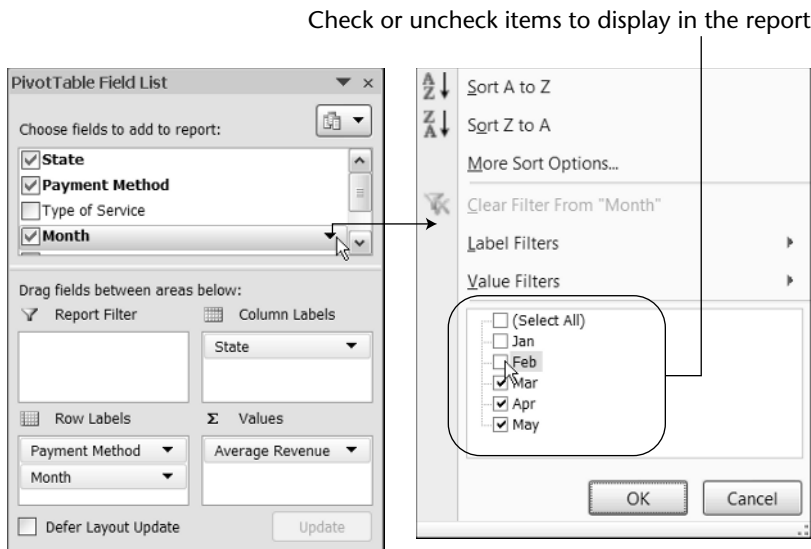 Check or uncheck items to display in the report
PivotTable Field List
Choose fields to add to report:
State
Payment Method
Type of Service
Month
Drag fields between areas below:
Report Filter
Column Labels
State
Row Labels
Σ Values
Payment Method
Month
Average Revenue
Defer Layout Update
Update
Sort A to Z
Sort Z to A
More Sort Options...
Clear Filter From "Month"
Label Filters
Value Filters
(Select All)
Jan
Feb
Mar
Apr
May
OK
Cancel